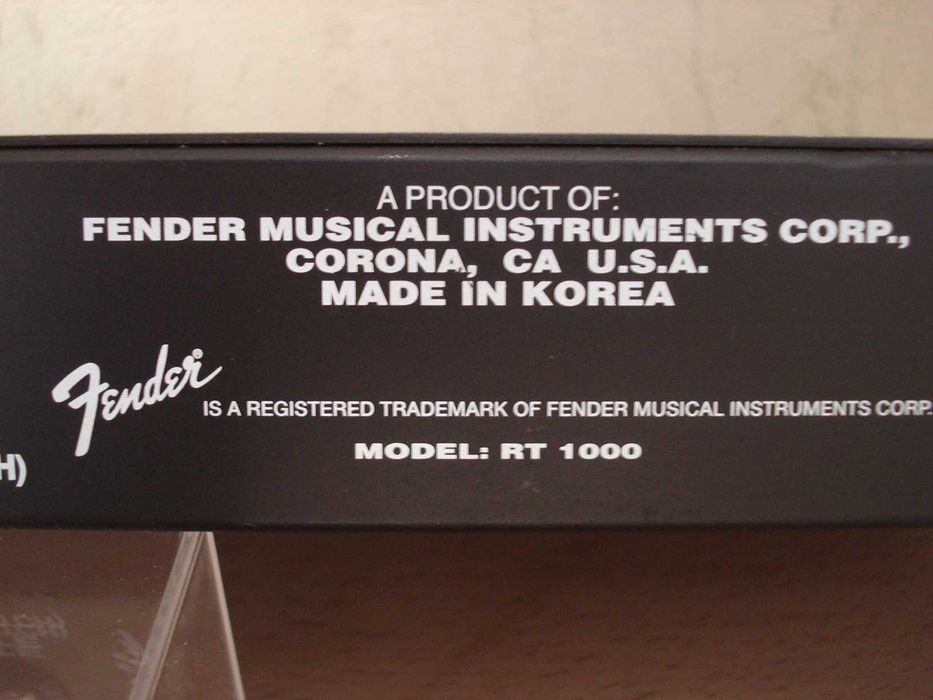 A PRODUCT OF:
FENDER MUSICAL INSTRUMENTS CORP.,
CORONA, CA U.S.A.
MADE IN KOREA
Fender IS A REGISTERED TRADEMARK OF FENDER MUSICAL INSTRUMENTS CORP.
MODEL: RT 1000
H)